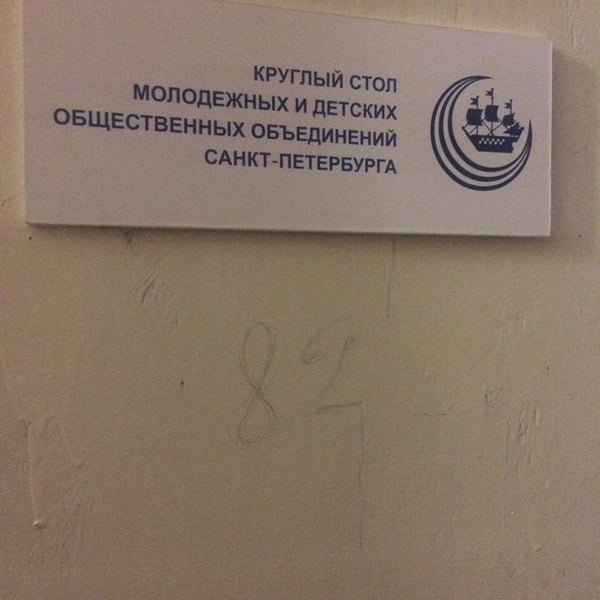 КРУГЛЫЙ СТОЛ
МОЛОДЕЖНЫХ И ДЕТСКИХ
ОБЩЕСТВЕННЫХ ОБЪЕДИНЕНИЙ
САНКТ-ПЕТЕРБУРГА
82